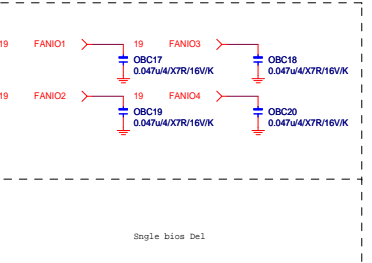 19 FANIO1 19 FANIO3
OBC17 OBC18
0.047u/4/X7R/16V/K 0.047u/4/X7R/16V/K
19 FANIO2 19 FANIO4
OBC19 OBC20
0.047u/4/X7R/16V/K 0.047u/4/X7R/16V/K
Sngle bios Del